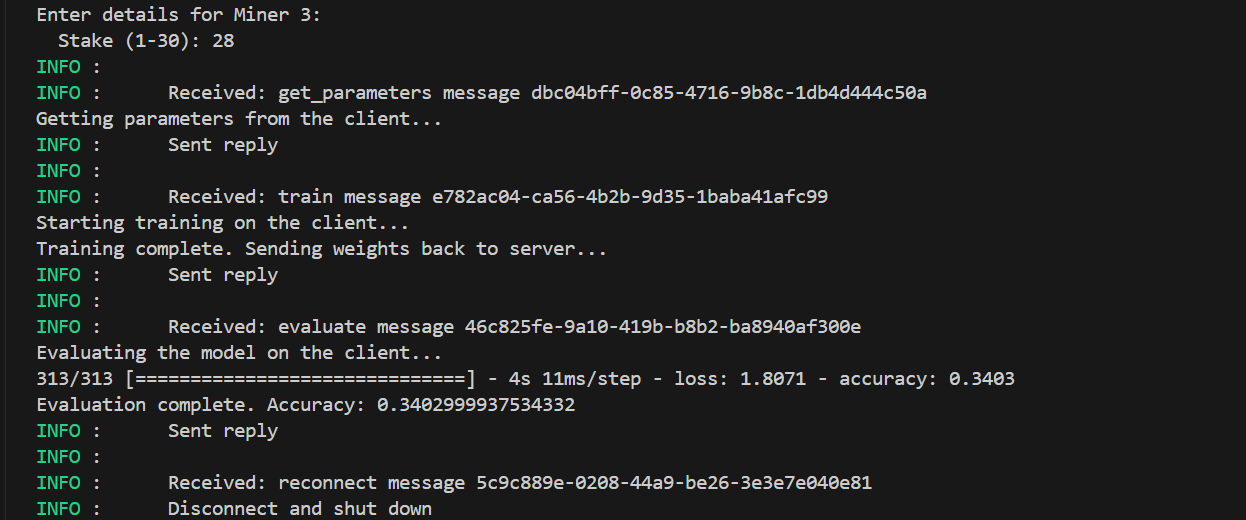 Enter details for Miner 3:
Stake (1-30): 28
INFO :
INFO : Received: get_parameters message dbc04bff-0c85-4716-9b8c-1db4d444c50a
Getting parameters from the client...
INFO : Sent reply
INFO :
INFO : Received: train message e782ac04-ca56-4b2b-9d35-1baba41afc99
Starting training on the client...
Training complete. Sending weights back to server...
INFO : Sent reply
INFO :
INFO : Received: evaluate message 46c825fe-9a10-419b-b8b2-ba8940af300e
Evaluating the model on the client...
313/313 [==============================] - 4s 11ms/step - loss: 1.8071 - accuracy: 0.3403
Evaluation complete. Accuracy: 0.3402999937534332
INFO : Sent reply
INFO :
INFO : Received: reconnect message 5c9c889e-0208-44a9-be26-3e3e7e040e81
INFO : Disconnect and shut down